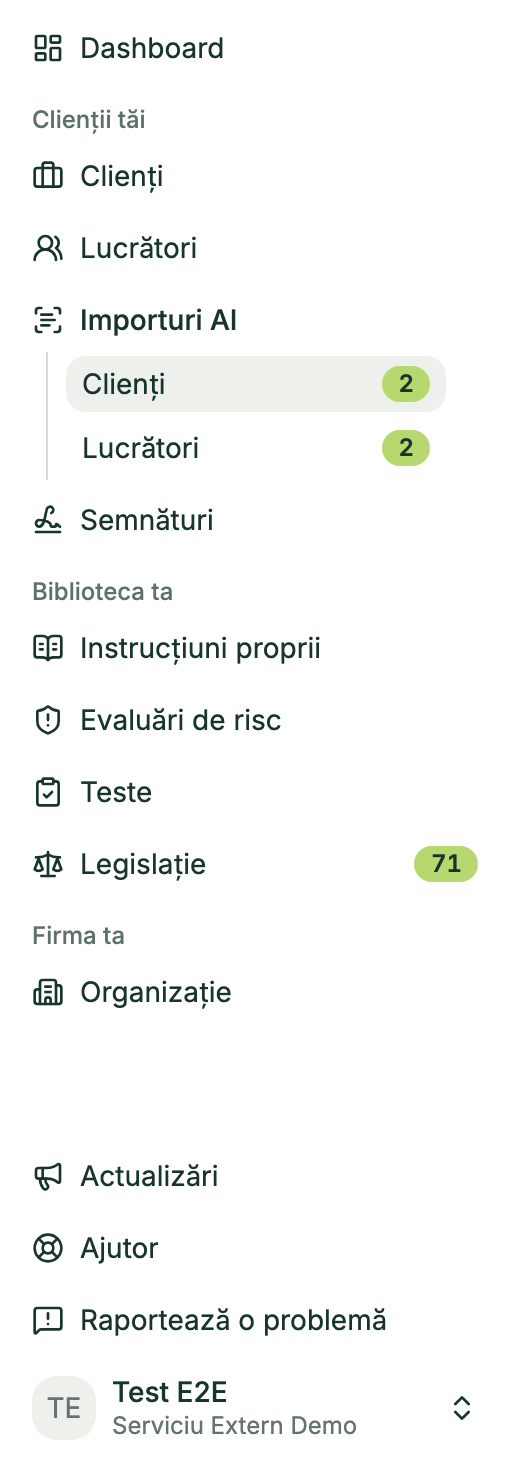 Dashboard
Clienții tăi
Clienți
Lucrători
Importuri AI
Clienți 2
Lucrători 2
Semnături
Biblioteca ta
Instrucțiuni proprii
Evaluări de risc
Teste
Legislație 71
Firma ta
Organizație
Actualizări
Ajutor
Raportează o problemă
TE Test E2E
Serviciu Extern Demo